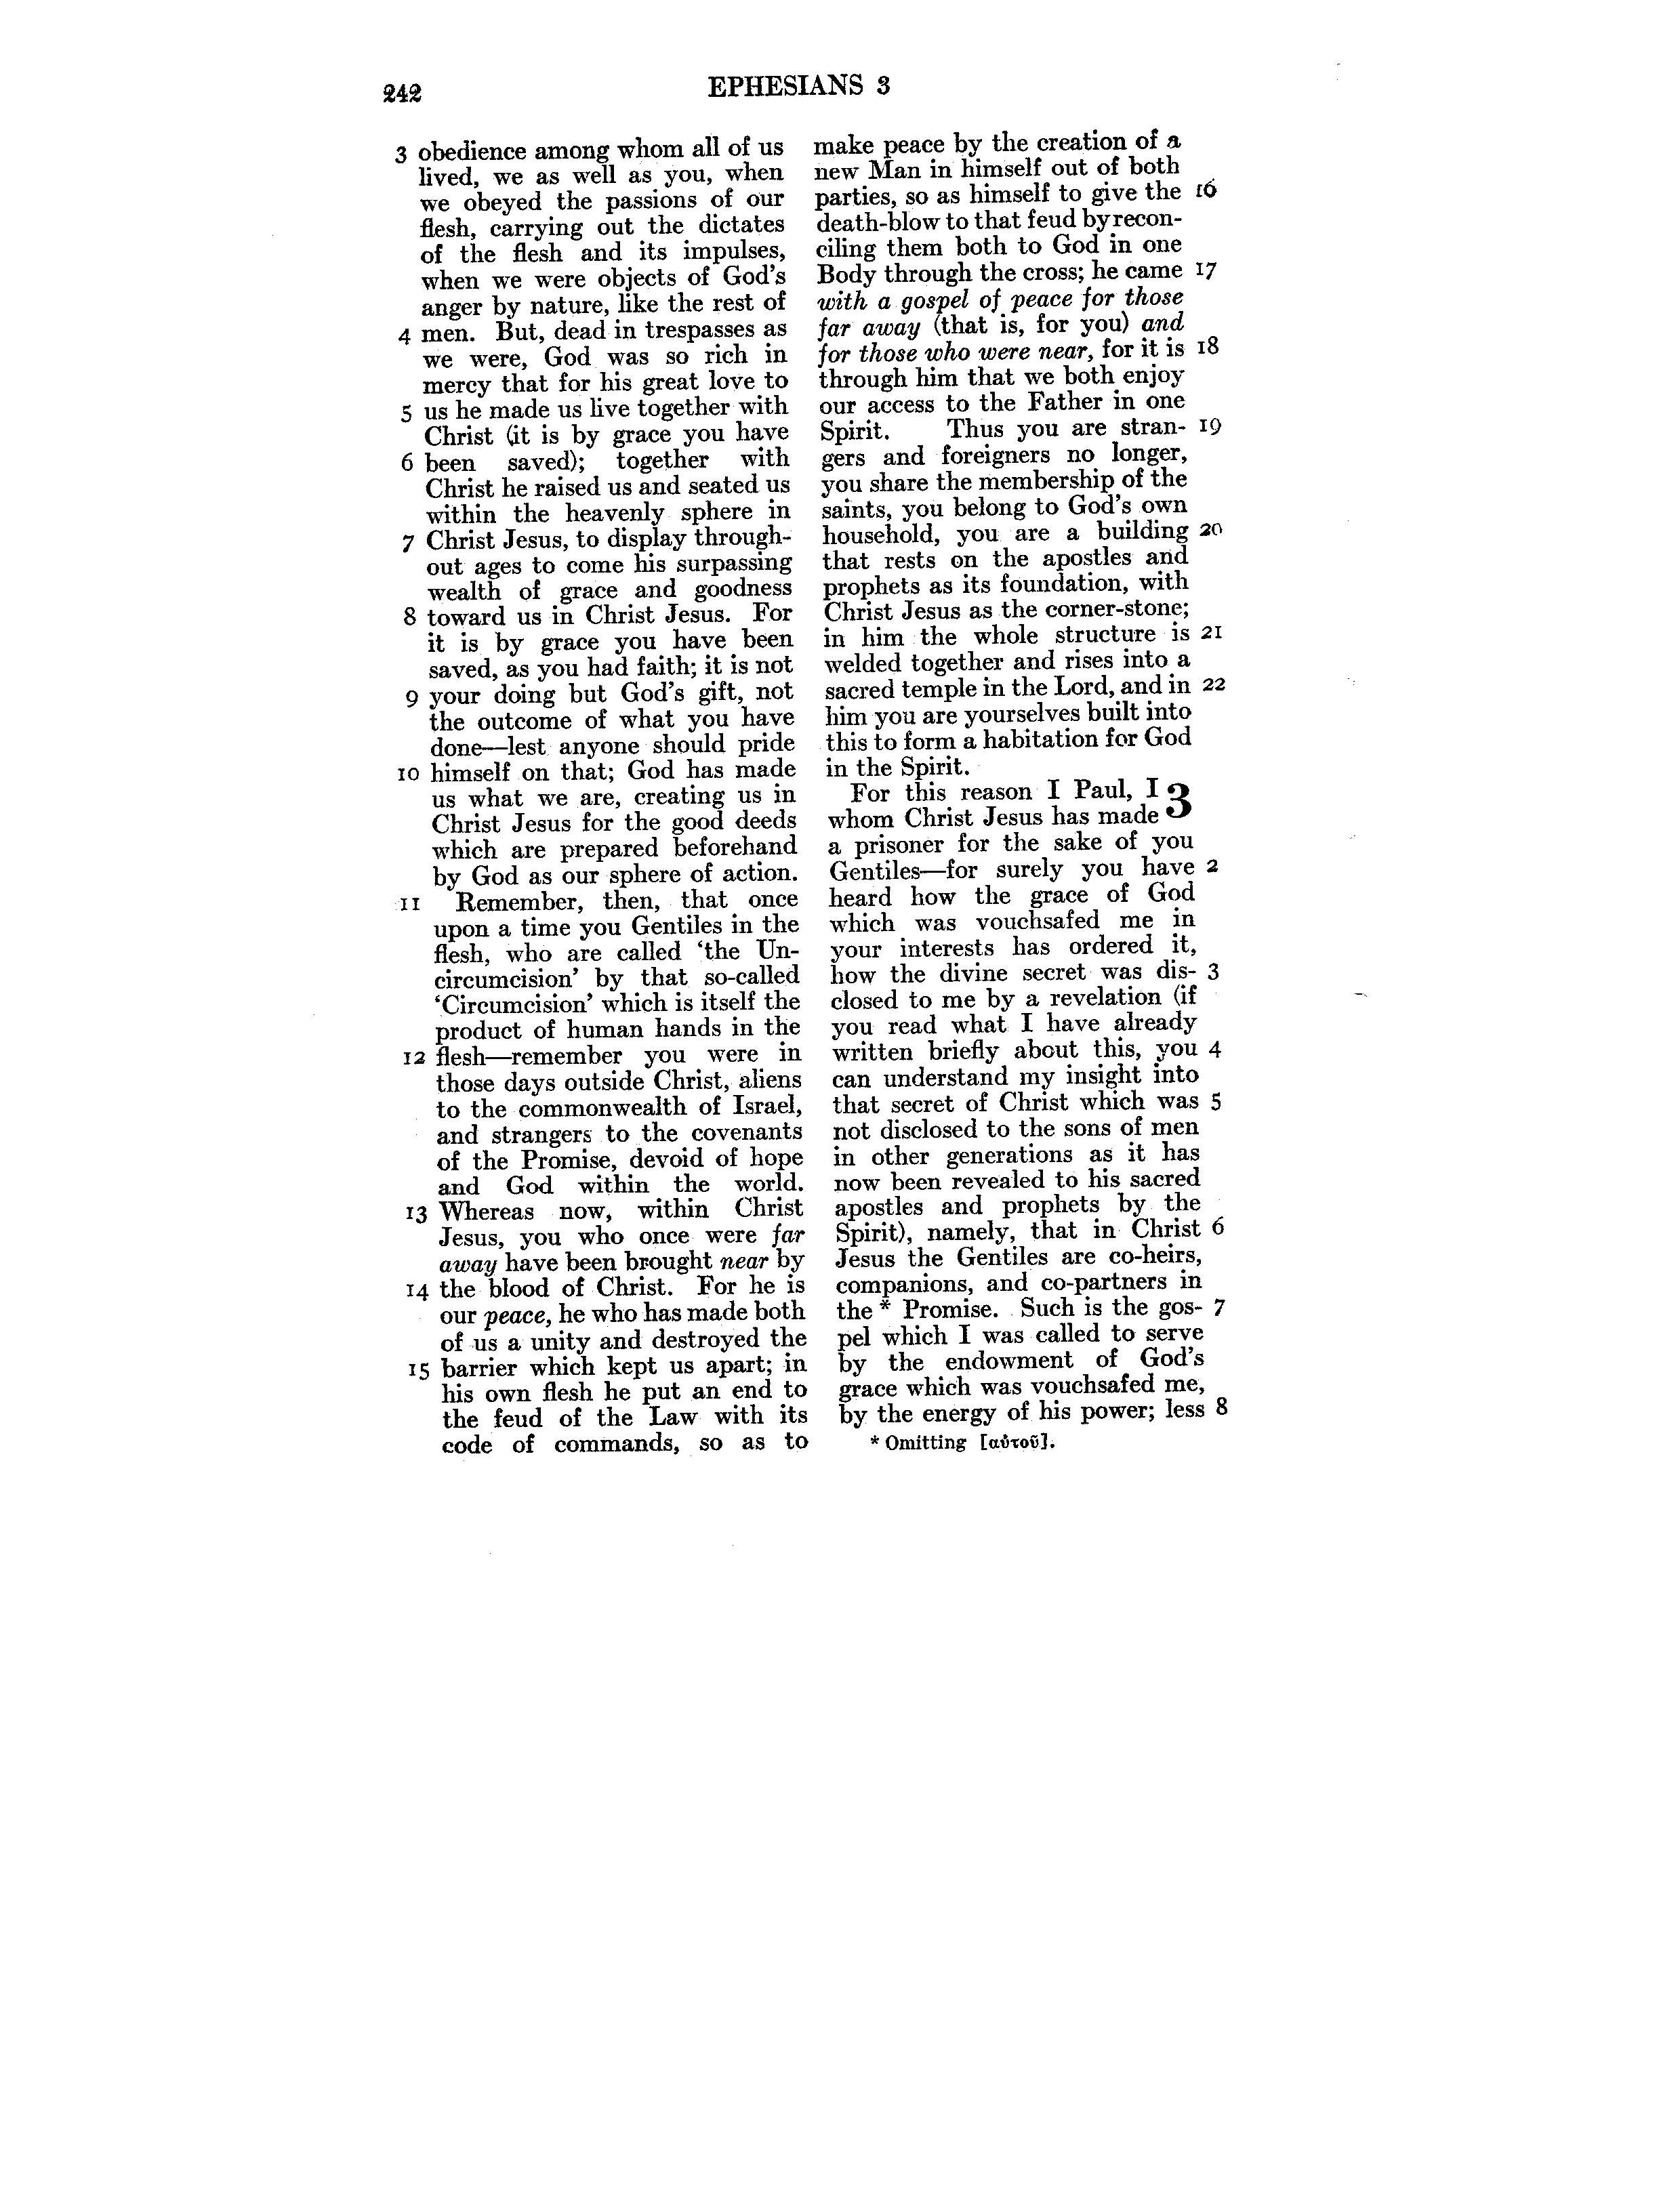 242
EPHESIANS 3
3 obedience among whom all of us
lived, we as well as you, when
we obeyed the passions of our
flesh, carrying out the dictates
of the flesh and its impulses,
when we were objects of God's
anger by nature, like the rest of
4 men. But, dead in trespasses as
we were, God was so rich in
mercy that for his great love to
5 us he made us live together with
Christ (it is by grace you have
6 been saved); together with
Christ he raised us and seated us
within the heavenly sphere in
7 Christ Jesus, to display through-
out ages to come his surpassing
wealth of grace and goodness
8 toward us in Christ Jesus. For
it is by grace you have been
saved, as you had faith; it is not
9 your doing but God's gift, not
the outcome of what you have
done—lest anyone should pride
10 himself on that; God has made
us what we are, creating us in
Christ Jesus for the good deeds
which are prepared beforehand
by God as our sphere of action.
11 Remember, then, that once
upon a time you Gentiles in the
flesh, who are called ‘the Un-
circumcision’ by that so-called
‘Circumcision’ which is itself the
product of human hands in the
12 flesh—remember you were in
those days outside Christ, aliens
to the commonwealth of Israel,
and strangers to the covenants
of the Promise, devoid of hope
and God within the world.
13 Whereas now, within Christ
Jesus, you who once were far
away have been brought near by
14 the blood of Christ. For he is
our peace, he who has made both
of us a unity and destroyed the
15 barrier which kept us apart; in
his own flesh he put an end to
the feud of the Law with its
code of commands, so as to
make peace by the creation of a
new Man in himself out of both
parties, so as himself to give the 16
death-blow to that feud by recon-
ciling them both to God in one
Body through the cross; he came 17
with a gospel of peace for those
far away (that is, for you) and
for those who were near, for it is 18
through him that we both enjoy
our access to the Father in one
Spirit. Thus you are stran- 19
gers and foreigners no longer,
you share the membership of the
saints, you belong to God's own
household, you are a building 20
that rests on the apostles and
prophets as its foundation, with
Christ Jesus as the corner-stone;
in him the whole structure is 21
welded together and rises into a
sacred temple in the Lord, and in 22
him you are yourselves built into
this to form a habitation for God
in the Spirit.
For this reason I Paul, I 3
whom Christ Jesus has made
a prisoner for the sake of you
Gentiles—for surely you have 2
heard how the grace of God
which was vouchsafed me in
your interests has ordered it,
how the divine secret was dis- 3
closed to me by a revelation (if
you read what I have already
written briefly about this, you 4
can understand my insight into
that secret of Christ which was 5
not disclosed to the sons of men
in other generations as it has
now been revealed to his sacred
apostles and prophets by the
Spirit), namely, that in Christ 6
Jesus the Gentiles are co-heirs,
companions, and co-partners in
the * Promise. Such is the gos- 7
pel which I was called to serve
by the endowment of God's
grace which was vouchsafed me,
by the energy of his power; less 8
* Omitting [αὐτοῦ].